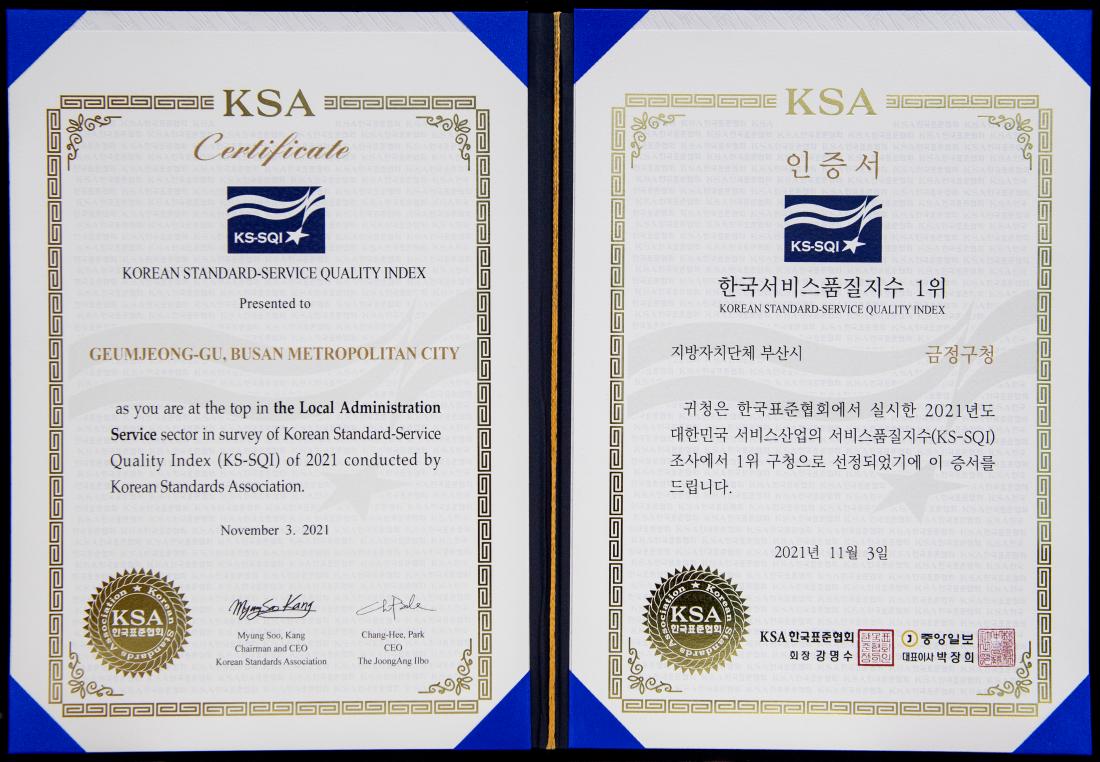 KSA
Certificate
KS-SQI
KOREAN STANDARD-SERVICE QUALITY INDEX
Presented to
GEUMJEONG-GU, BUSAN METROPOLITAN CITY
as you are at the top in the Local Administration
Service sector in survey of Korean Standard-Service
Quality Index (KS-SQI) of 2021 conducted by
Korean Standards Association.
November 3. 2021
Korean Standards Association
KSA
한국표준협회
Myung Soo, Kang
Chairman and CEO
Korean Standards Association
Chang-Hee, Park
CEO
The JoongAng Ilbo
KSA
인증서
KS-SQI
한국서비스품질지수 1위
KOREAN STANDARD-SERVICE QUALITY INDEX
지방자치단체 부산시 금정구청
귀청은 한국표준협회에서 실시한 2021년도
대한민국 서비스산업의 서비스품질지수(KS-SQI)
조사에서 1위 구청으로 선정되었기에 이 증서를
드립니다.
2021년 11월 3일
Korean Standards Association
KSA
한국표준협회
KSA 한국표준협회
회장 강명수
J 중앙일보
대표이사 박장희